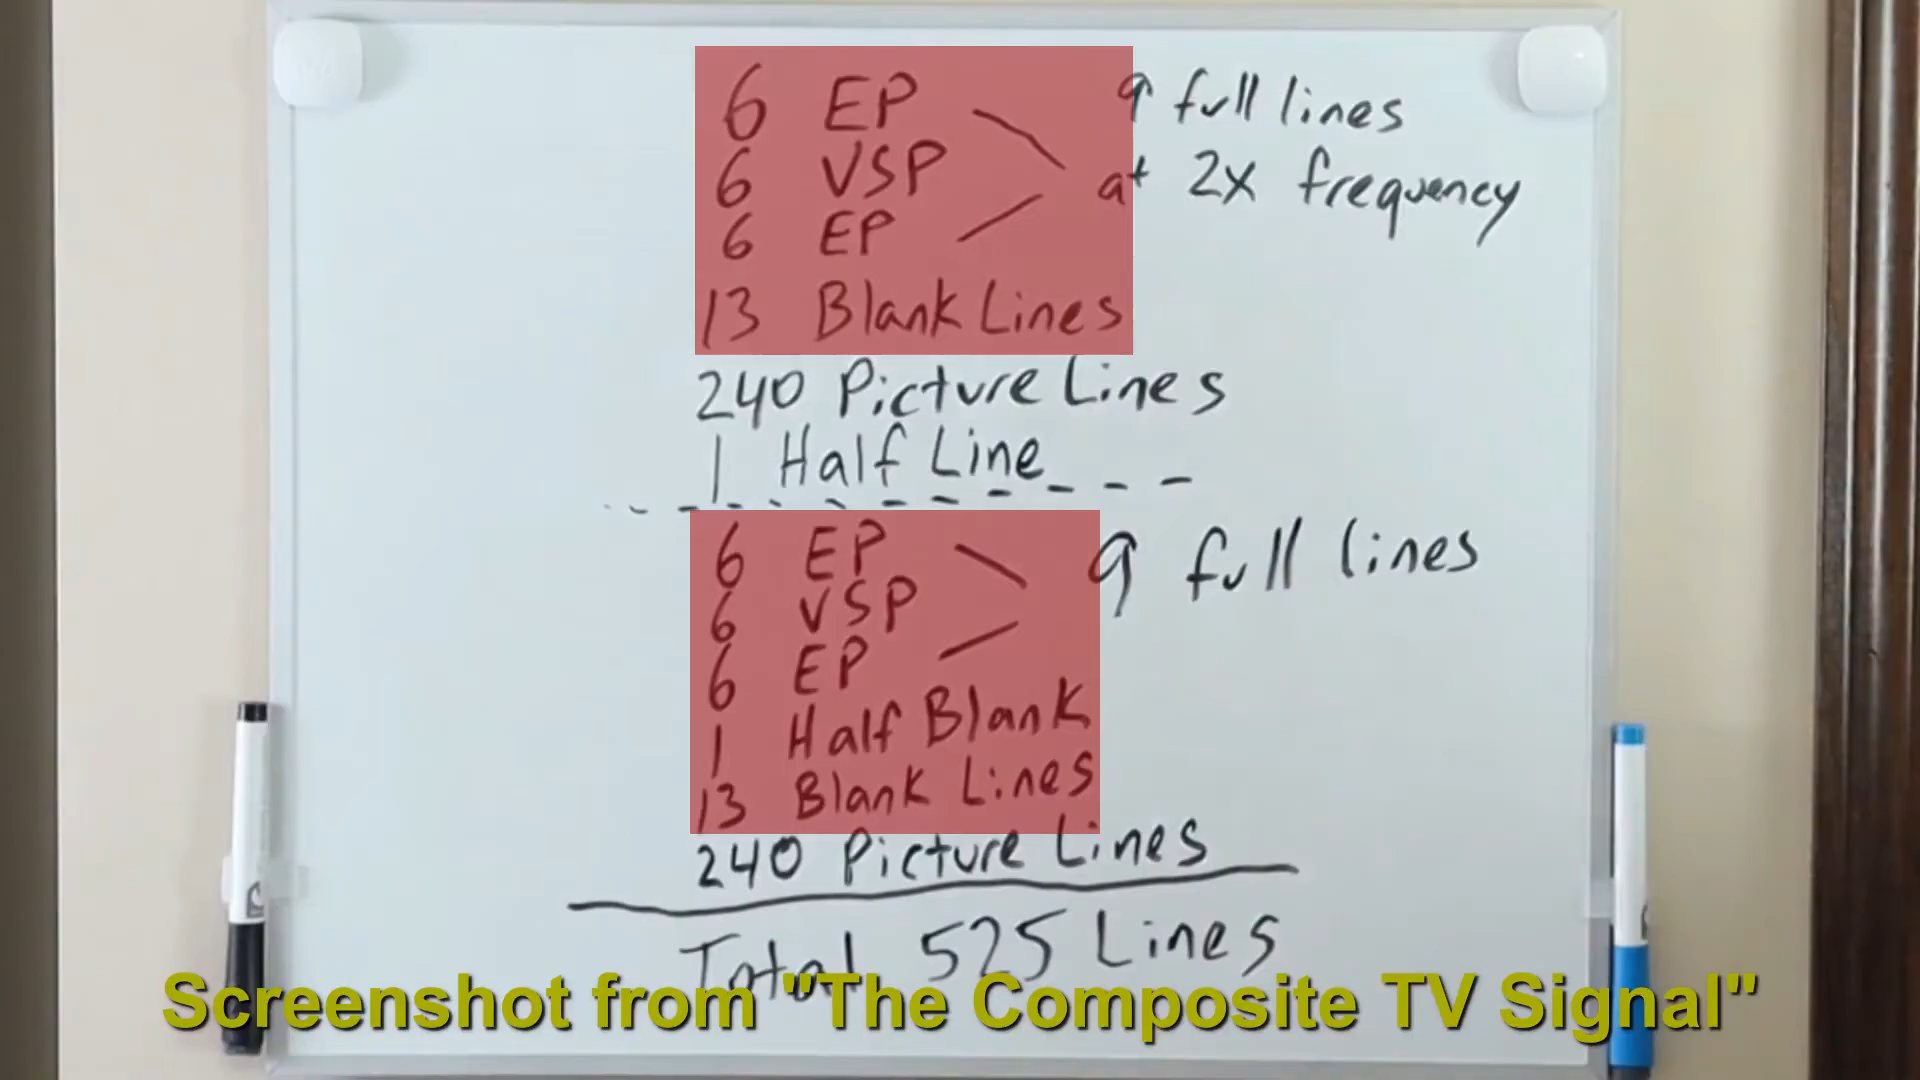 6 EP
9 full lines
6 VSP
at 2x frequency
6 EP
13 Blank Lines
240 Picture Lines
1 Half Line
6 EP
9 full lines
6 VSP
6 EP
1 Half Blank
13 Blank Lines
240 Picture Lines
Total 525 Lines
Screenshot from "The Composite TV Signal"